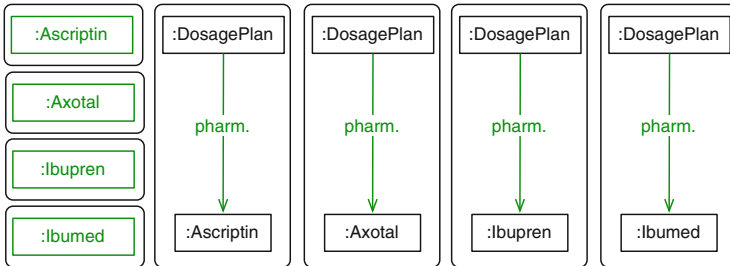 :Ascriptin
:Axotal
:Ibupren
:Ibumed
:DosagePlan
pharm.
:Ascriptin
:DosagePlan
pharm.
:Axotal
:DosagePlan
pharm.
:Ibupren
:DosagePlan
pharm.
:Ibumed